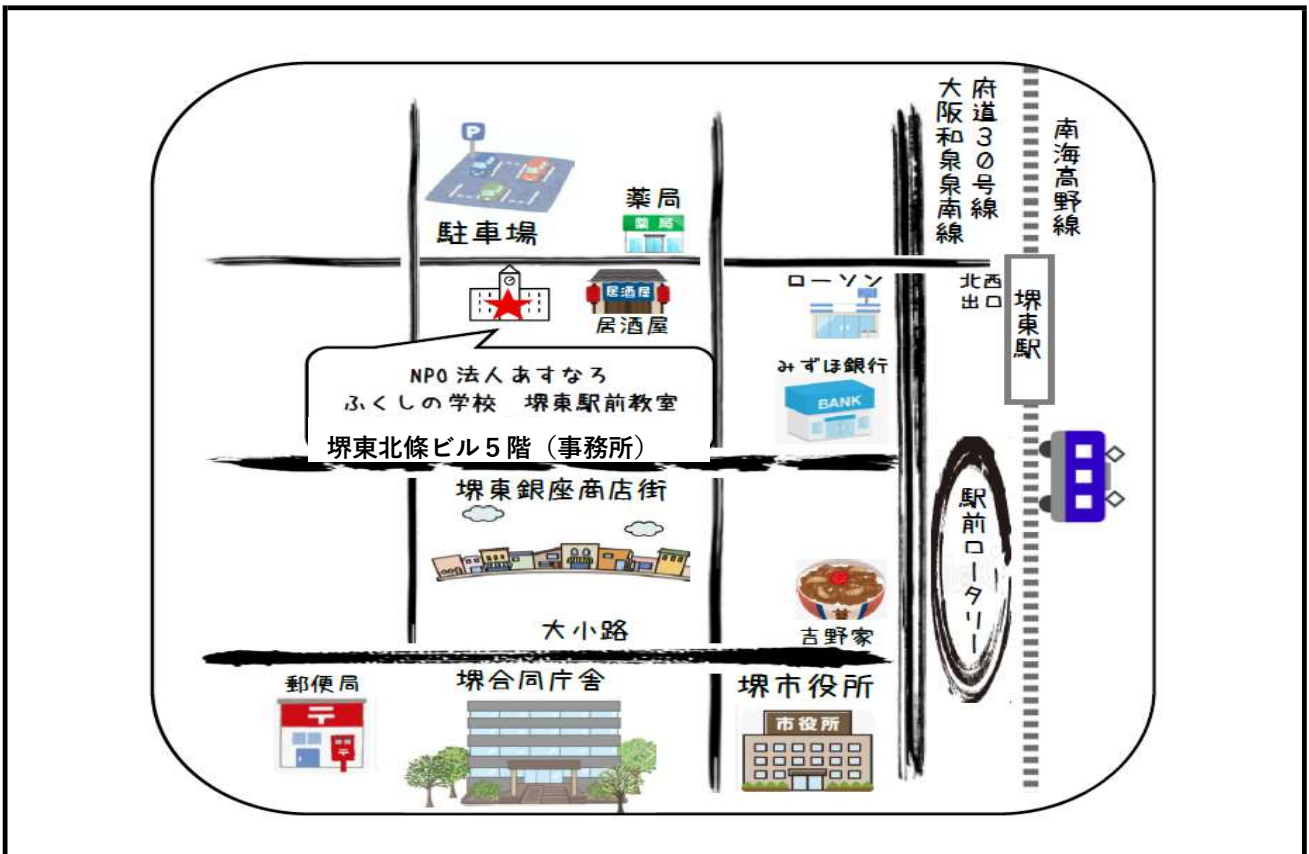 府道30号線
大阪和泉泉南線
南海高野線
P
薬局
薬局
駐車場
ローソン
北西
出口
堺東駅
居酒屋
居酒屋
みずほ銀行
BANK
NPO法人あすなろ
ふくしの学校 堺東駅前教室
堺東北條ビル5階(事務所)
堺東銀座商店街
駅前ロータリー
大小路
吉野家
郵便局
〒
〒
堺合同庁舎
堺市役所
市役所